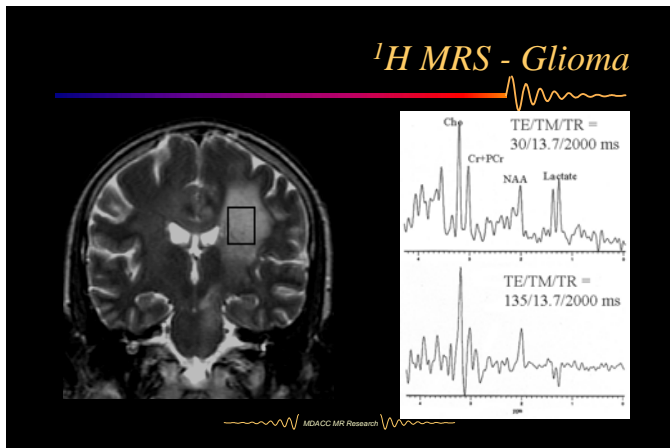 ¹H MRS - Glioma
Cho
TE/TM/TR =
30/13.7/2000 ms
Cr+PCr
NAA
Lactate
TE/TM/TR =
135/13.7/2000 ms
MDACC MR Research